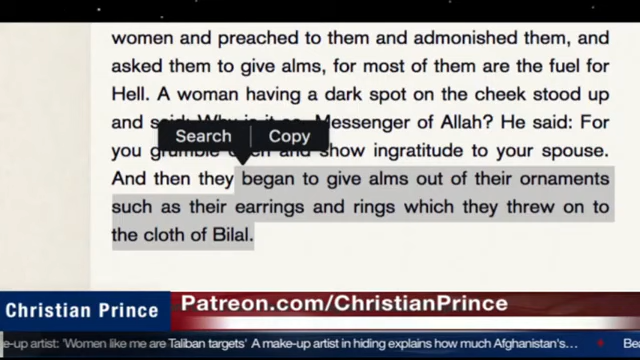 women and preached to them and admonished them, and
asked them to give alms, for most of them are the fuel for
Hell. A woman having a dark spot on the cheek stood up
and Messenger of Allah? He said: For
you grumble often and show ingratitude to your spouse.
And then they began to give alms out of their ornaments
such as their earrings and rings which they threw on to
the cloth of Bilal.
Search Copy
Christian Prince
Patreon.com/ChristianPrince
e-up artist: 'Women like me are Taliban targets' A make-up artist in hiding explains how much Afghanistan's... Be